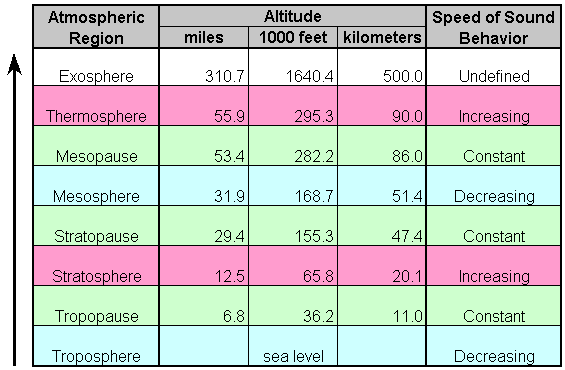 Atmospheric Region Altitude Speed of Sound Behavior
miles 1000 feet kilometers
Exosphere 310.7 1640.4 500.0 Undefined
Thermosphere 55.9 295.3 90.0 Increasing
Mesopause 53.4 282.2 86.0 Constant
Mesosphere 31.9 168.7 51.4 Decreasing
Stratopause 29.4 155.3 47.4 Constant
Stratosphere 12.5 65.8 20.1 Increasing
Tropopause 6.8 36.2 11.0 Constant
Troposphere sea level Decreasing